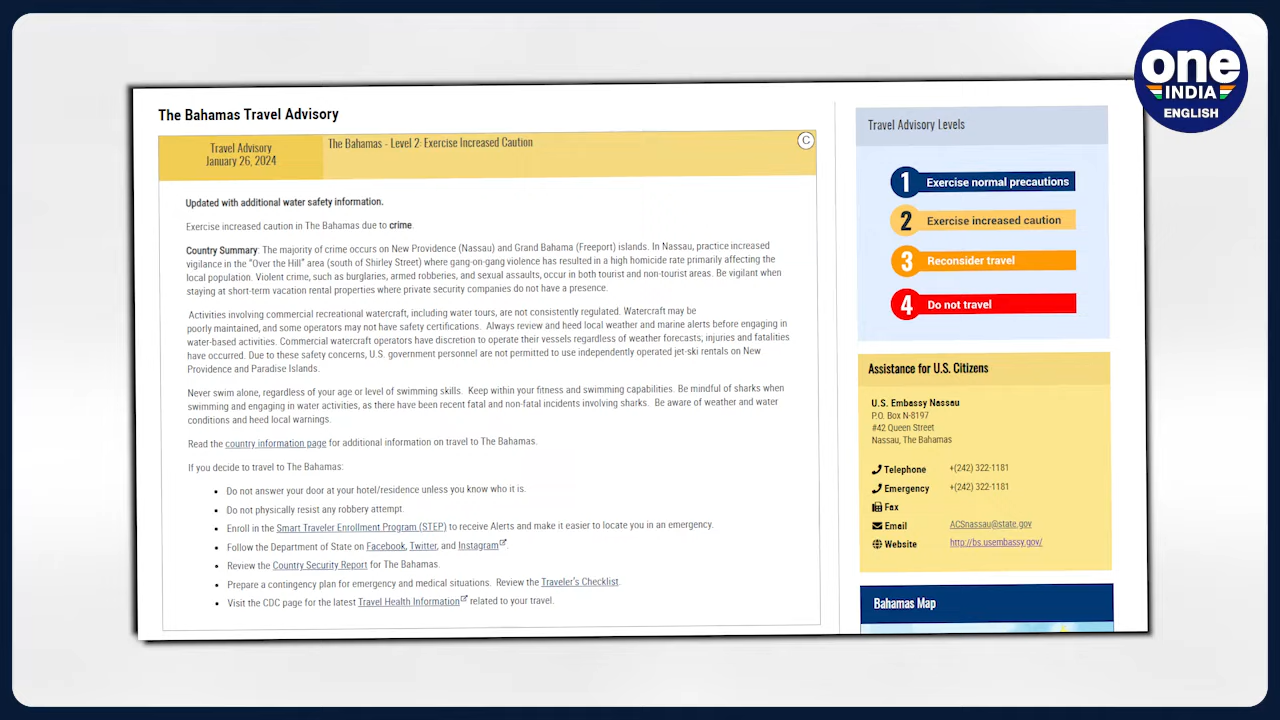 one
INDIA
ENGLISH
The Bahamas Travel Advisory
Travel Advisory
January 26, 2024
The Bahamas - Level 2: Exercise Increased Caution
C
Updated with additional water safety information.
Exercise increased caution in The Bahamas due to crime.
Country Summary: The majority of crime occurs on New Providence (Nassau) and Grand Bahama (Freeport) islands. In Nassau, practice increased
vigilance in the "Over the Hill" area (south of Shirley Street) where gang-on-gang violence has resulted in a high homicide rate primarily affecting the
local population. Violent crime, such as burglaries, armed robberies, and sexual assaults, occur in both tourist and non-tourist areas. Be vigilant when
staying at short-term vacation rental properties where private security companies do not have a presence.
Activities involving commercial recreational watercraft, including water tours, are not consistently regulated. Watercraft may be
poorly maintained, and some operators may not have safety certifications. Always review and heed local weather and marine alerts before engaging in
water-based activities. Commercial watercraft operators have discretion to operate their vessels regardless of weather forecasts; injuries and fatalities
have occurred. Due to these safety concerns, U.S. government personnel are not permitted to use independently operated jet-ski rentals on New
Providence and Paradise Islands.
Never swim alone, regardless of your age or level of swimming skills. Keep within your fitness and swimming capabilities. Be mindful of sharks when
swimming and engaging in water activities, as there have been recent fatal and non-fatal incidents involving sharks. Be aware of weather and water
conditions and heed local warnings.
Read the country information page for additional information on travel to The Bahamas.
If you decide to travel to The Bahamas:
• Do not answer your door at your hotel/residence unless you know who it is.
• Do not physically resist any robbery attempt.
• Enroll in the Smart Traveler Enrollment Program (STEP) to receive Alerts and make it easier to locate you in an emergency.
• Follow the Department of State on Facebook, Twitter, and Instagram.
• Review the Country Security Report for The Bahamas.
• Prepare a contingency plan for emergency and medical situations. Review the Traveler's Checklist.
• Visit the CDC page for the latest Travel Health Information related to your travel.
Travel Advisory Levels
1 Exercise normal precautions
2 Exercise increased caution
3 Reconsider travel
4 Do not travel
Assistance for U.S. Citizens
U.S. Embassy Nassau
P.O. Box N-8197
#42 Queen Street
Nassau, The Bahamas
Telephone +(242) 322-1181
Emergency +(242) 322-1181
Fax
Email ACSnassau@state.gov
Website http://bs.usembassy.gov/
Bahamas Map